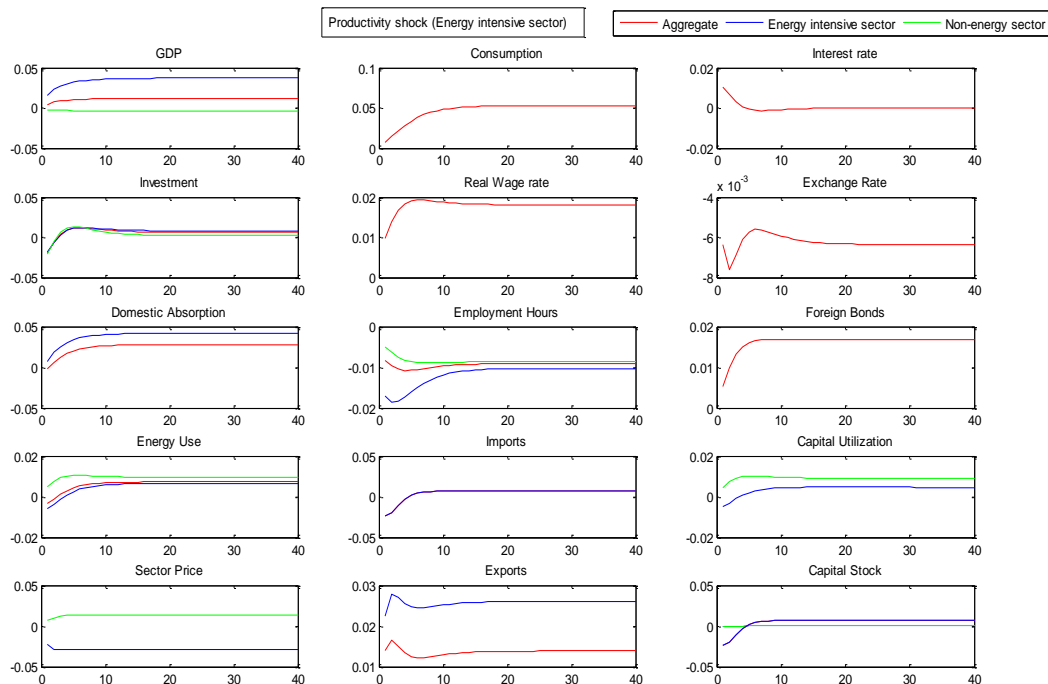 Productivity shock (Energy intensive sector)
Aggregate Energy intensive sector Non-energy sector
GDP Consumption Interest rate
0.05 0.1 0.02
0 0.05 0
-0.05 0 -0.02
0 10 20 30 40 0 10 20 30 40 0 10 20 30 40
Investment Real Wage rate x 10-3 Exchange Rate
0.05 0.02 -4
0 0.01 -6
-0.05 0 -8
0 10 20 30 40 0 10 20 30 40 0 10 20 30 40
Domestic Absorption Employment Hours Foreign Bonds
0.05 0 0.02
0 -0.01 0.01
-0.05 -0.02 0
0 10 20 30 40 0 10 20 30 40 0 10 20 30 40
Energy Use Imports Capital Utilization
0.02 0.05 0.02
0 0 0
-0.02 -0.05 -0.02
0 10 20 30 40 0 10 20 30 40 0 10 20 30 40
Sector Price Exports Capital Stock
0.05 0.03 0.05
0 0.02 0
-0.05 0.01 -0.05
0 10 20 30 40 0 10 20 30 40 0 10 20 30 40